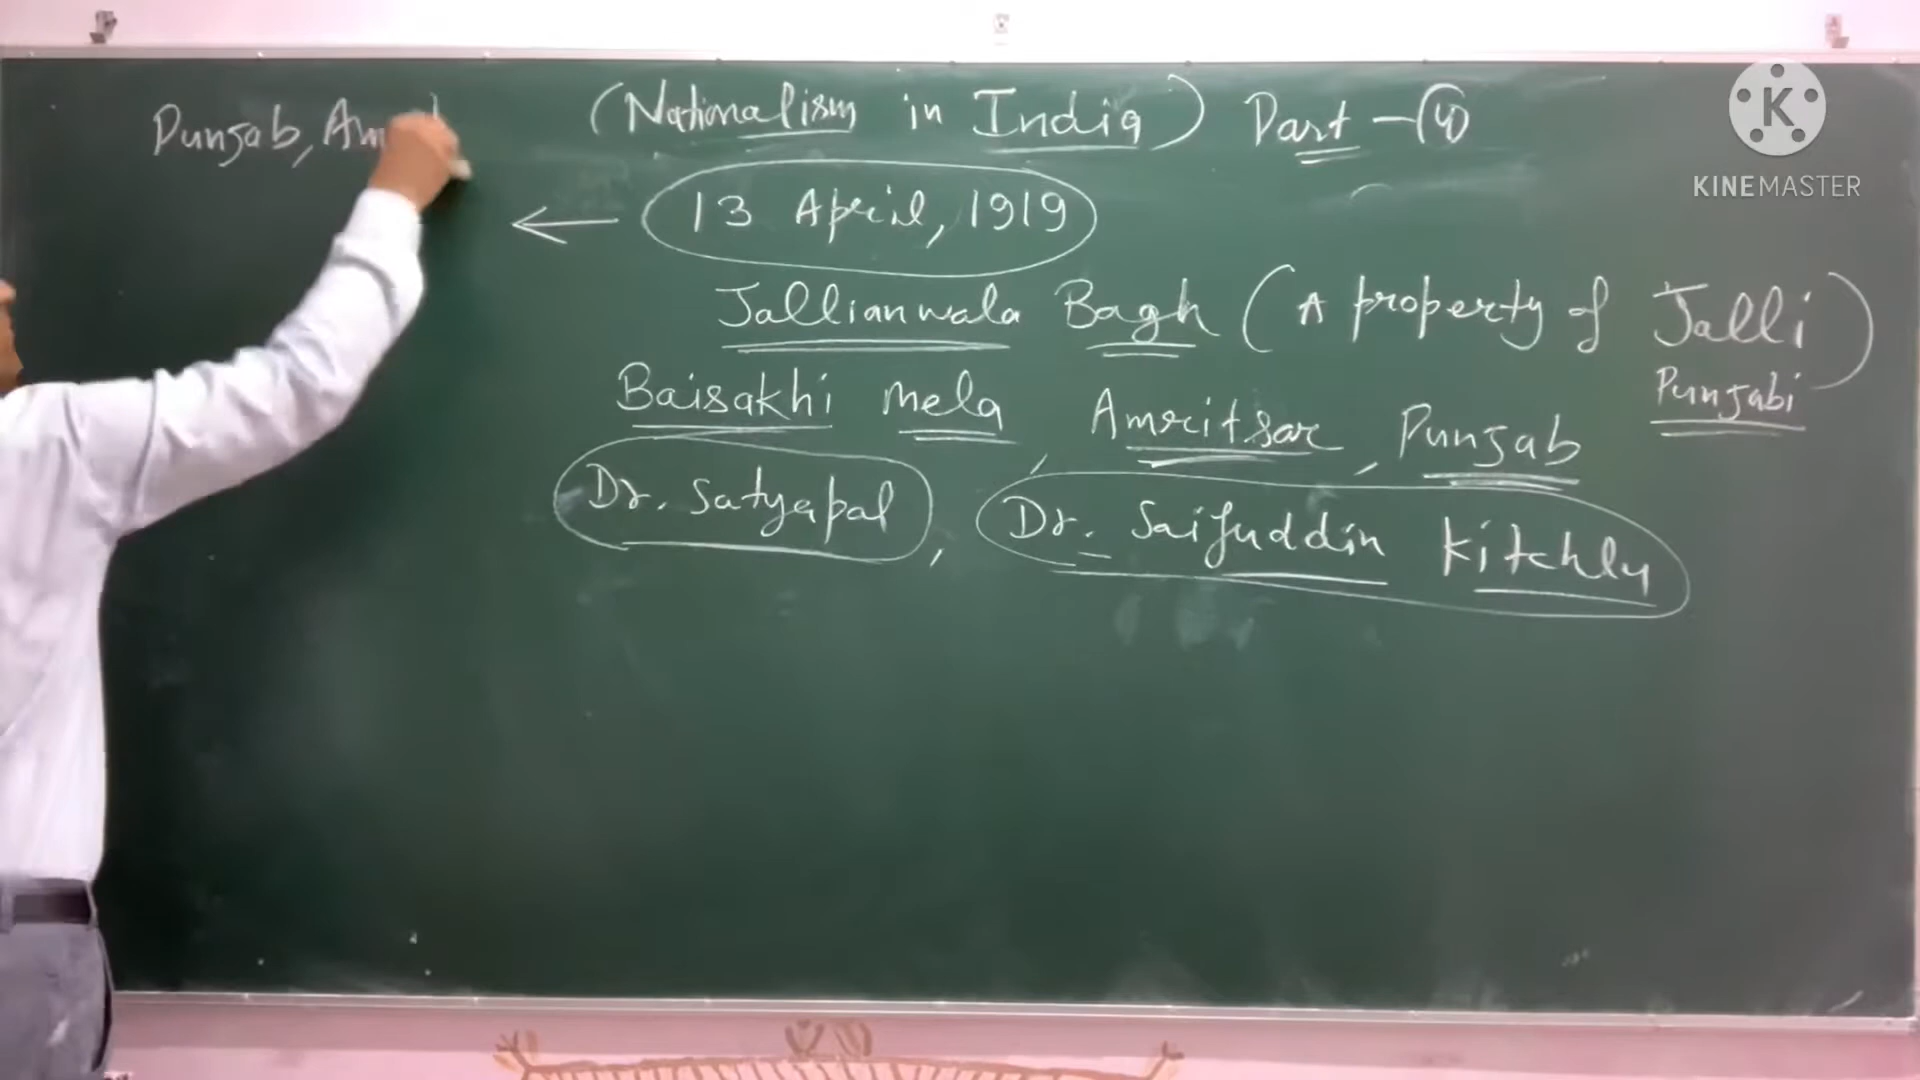 (Nationalism in India) Part - (4)
Punjab, Am
13 April, 1919
Jallianwala Bagh (A property of Jalli)
Punjabi
Baisakhi mela Amritsar, Punjab
Dr. Satyapal, Dr. Saifuddin Kitchlu
KINEMASTER